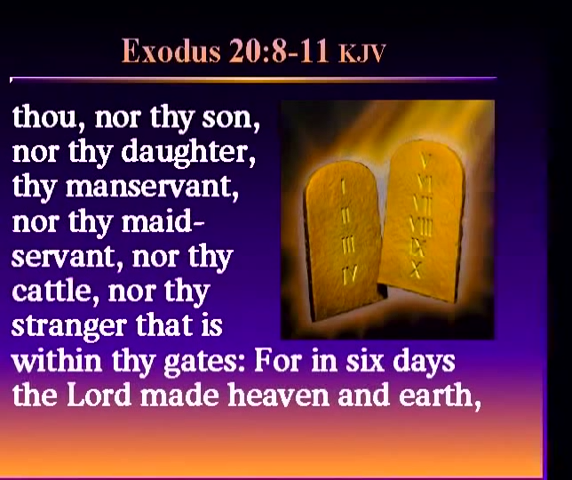 Exodus 20:8-11 KJV
thou, nor thy son,
nor thy daughter,
thy manservant,
nor thy maid-
servant, nor thy
cattle, nor thy
stranger that is
within thy gates: For in six days
the Lord made heaven and earth,
I
II
III
IV
V
VI
VII
VIII
IX
X